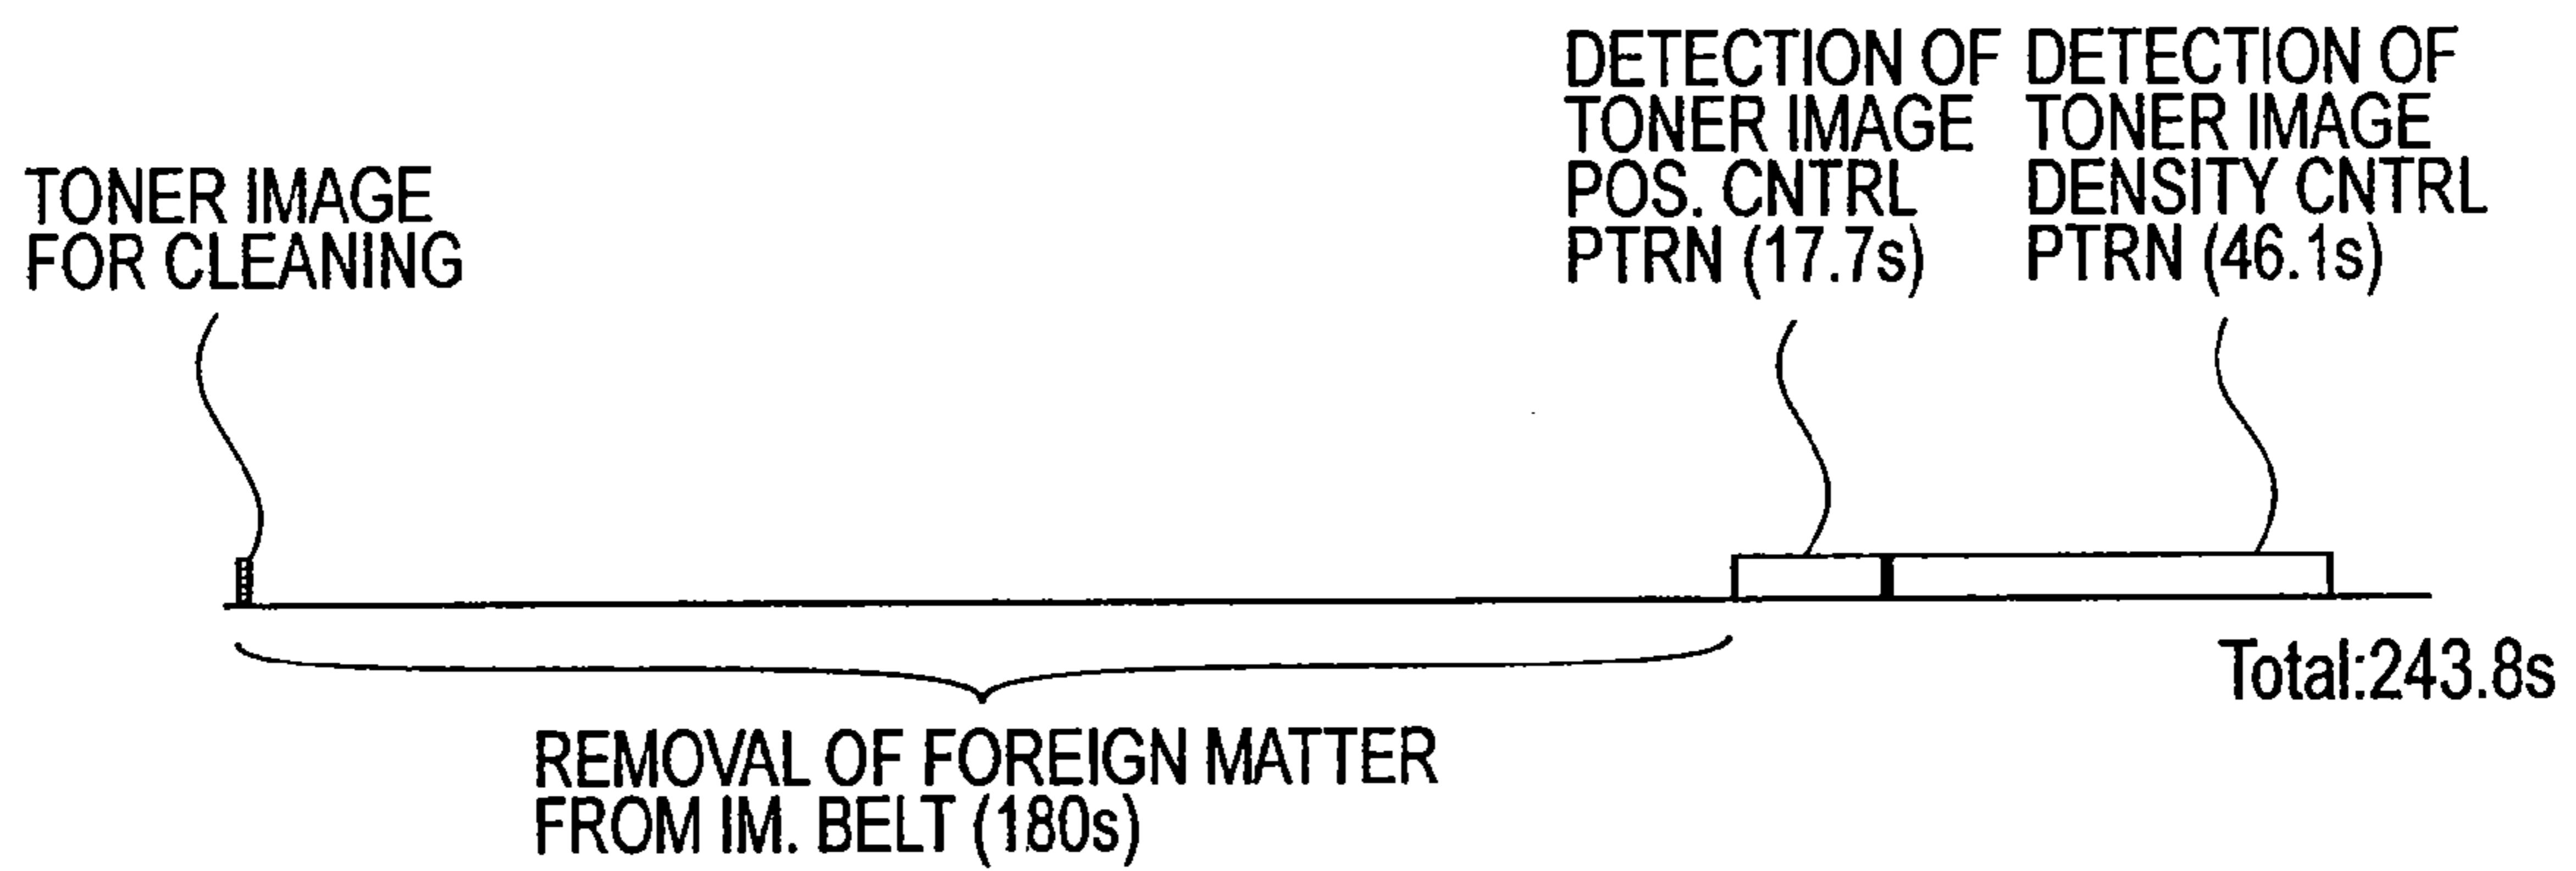 TONER IMAGE
FOR CLEANING
DETECTION OF
TONER IMAGE
POS. CNTRL
PTRN (17.7s)
DETECTION OF
TONER IMAGE
DENSITY CNTRL
PTRN (46.1s)
Total:243.8s
REMOVAL OF FOREIGN MATTER
FROM IM. BELT (180s)